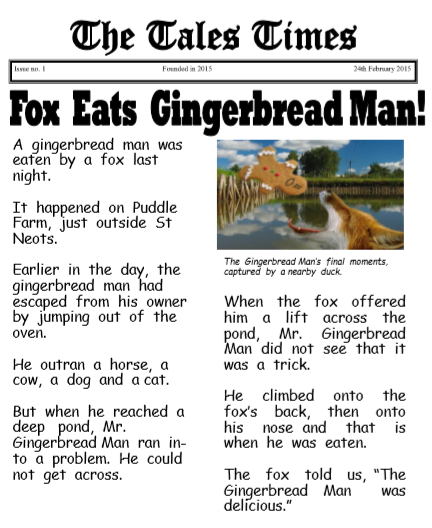 The Tales Times
Issue no. 1 Founded in 2015 24th February 2015
Fox Eats Gingerbread Man!
A gingerbread man was
eaten by a fox last
night.
It happened on Puddle
Farm, just outside St
Neots.
Earlier in the day, the
gingerbread man had
escaped from his owner
by jumping out of the
oven.
He outran a horse, a
cow, a dog and a cat.
But when he reached a
deep pond, Mr.
Gingerbread Man ran in-
to a problem. He could
not get across.
The Gingerbread Man's final moments,
captured by a nearby duck.
When the fox offered
him a lift across the
pond, Mr. Gingerbread
Man did not see that it
was a trick.
He climbed onto the
fox's back, then onto
his nose and that is
when he was eaten.
The fox told us, "The
Gingerbread Man was
delicious."